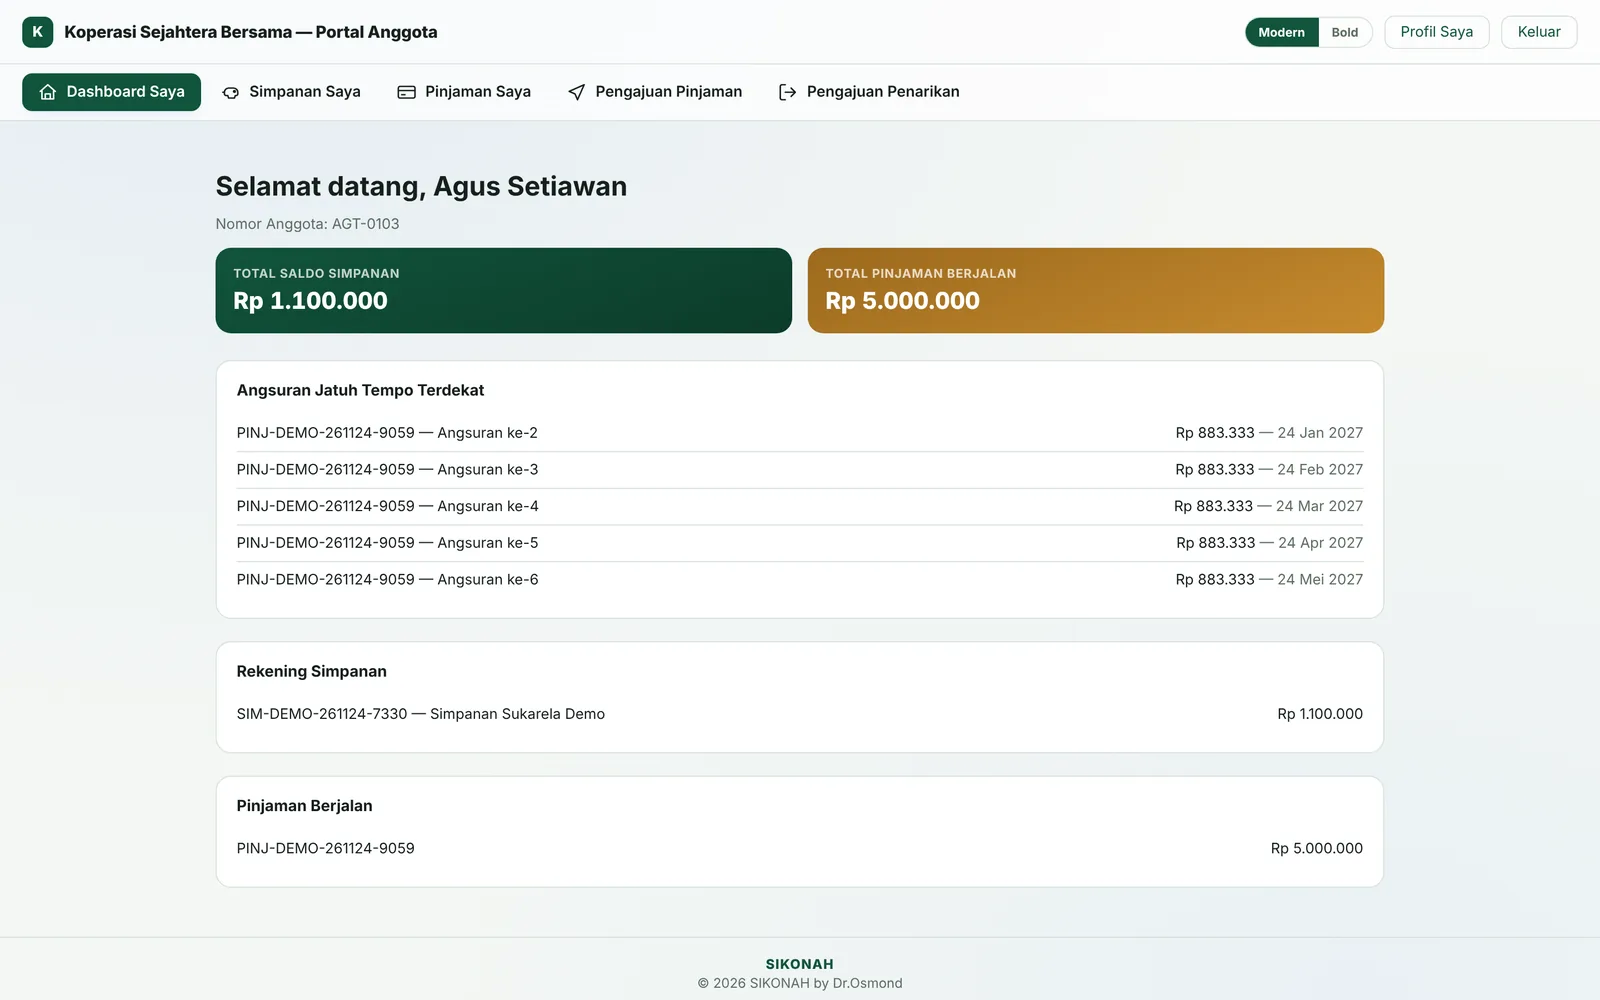 K Koperasi Sejahtera Bersama — Portal Anggota
Modern Bold Profil Saya Keluar
Dashboard Saya Simpanan Saya Pinjaman Saya Pengajuan Pinjaman Pengajuan Penarikan
Selamat datang, Agus Setiawan
Nomor Anggota: AGT-0103
TOTAL SALDO SIMPANAN
Rp 1.100.000
TOTAL PINJAMAN BERJALAN
Rp 5.000.000
Angsuran Jatuh Tempo Terdekat
PINJ-DEMO-261124-9059 — Angsuran ke-2 Rp 883.333 — 24 Jan 2027
PINJ-DEMO-261124-9059 — Angsuran ke-3 Rp 883.333 — 24 Feb 2027
PINJ-DEMO-261124-9059 — Angsuran ke-4 Rp 883.333 — 24 Mar 2027
PINJ-DEMO-261124-9059 — Angsuran ke-5 Rp 883.333 — 24 Apr 2027
PINJ-DEMO-261124-9059 — Angsuran ke-6 Rp 883.333 — 24 Mei 2027
Rekening Simpanan
SIM-DEMO-261124-7330 — Simpanan Sukarela Demo Rp 1.100.000
Pinjaman Berjalan
PINJ-DEMO-261124-9059 Rp 5.000.000
SIKONAH
© 2026 SIKONAH by Dr.Osmond